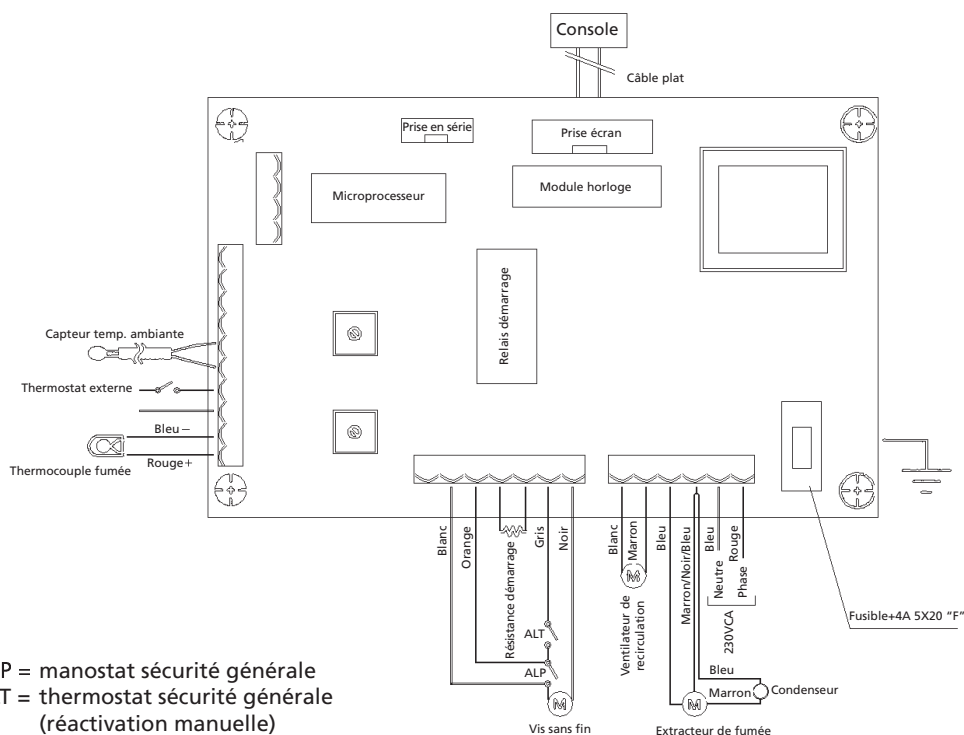 Console
Câble plat
Prise en série
Prise écran
Microprocesseur
Module horloge
Relais démarrage
Capteur temp. ambiante
Thermostat externe
Bleu –
Rouge+
Thermocouple fumée
Blanc
Orange
Résistance démarrage
Gris
Noir
Blanc
Marron
Bleu
Marron/Noir/Bleu
Bleu
Neutre
Rouge
Phase
230VCA
M
Ventilateur de
recirculation
Fusible+4A 5X20 “F”
ALT
ALP
M
Vis sans fin
Bleu
Marron
Condenseur
M
Extracteur de fumée
P = manostat sécurité générale
T = thermostat sécurité générale
(réactivation manuelle)